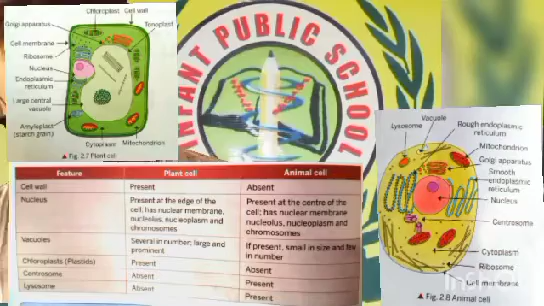 Chloroplast Cell wall
Golgi apparatus
Tonoplast
Cell membrane
Ribosome
Nucleus
Endoplasmic
reticulum
Large central
vacuole
Amyloplast
(starch grain)
Cytoplasm Mitochondrion
▲ Fig. 2.7 Plant cell
INFANT PUBLIC SCHOOL
Vacuole
Lysosome
Rough endoplasmic
reticulum
Mitochondrion
Golgi apparatus
Smooth
endoplasmic
reticulum
Nucleus
Centrosome
Cytoplasm
Ribosome
Cell membrane
▲ Fig. 2.8 Animal cell
Feature Plant cell Animal cell
Cell wall Present Absent
Nucleus Present at the edge of the cell; has nuclear membrane, nucleolus, nucleoplasm and chromosomes Present at the centre of the cell; has nuclear membrane nucleolus, nucleoplasm and chromosomes
Vacuoles Several in number; large and prominent If present, small in size and few in number
Chloroplasts (Plastids) Present Absent
Centrosome Absent Present
Lysosome Absent Present